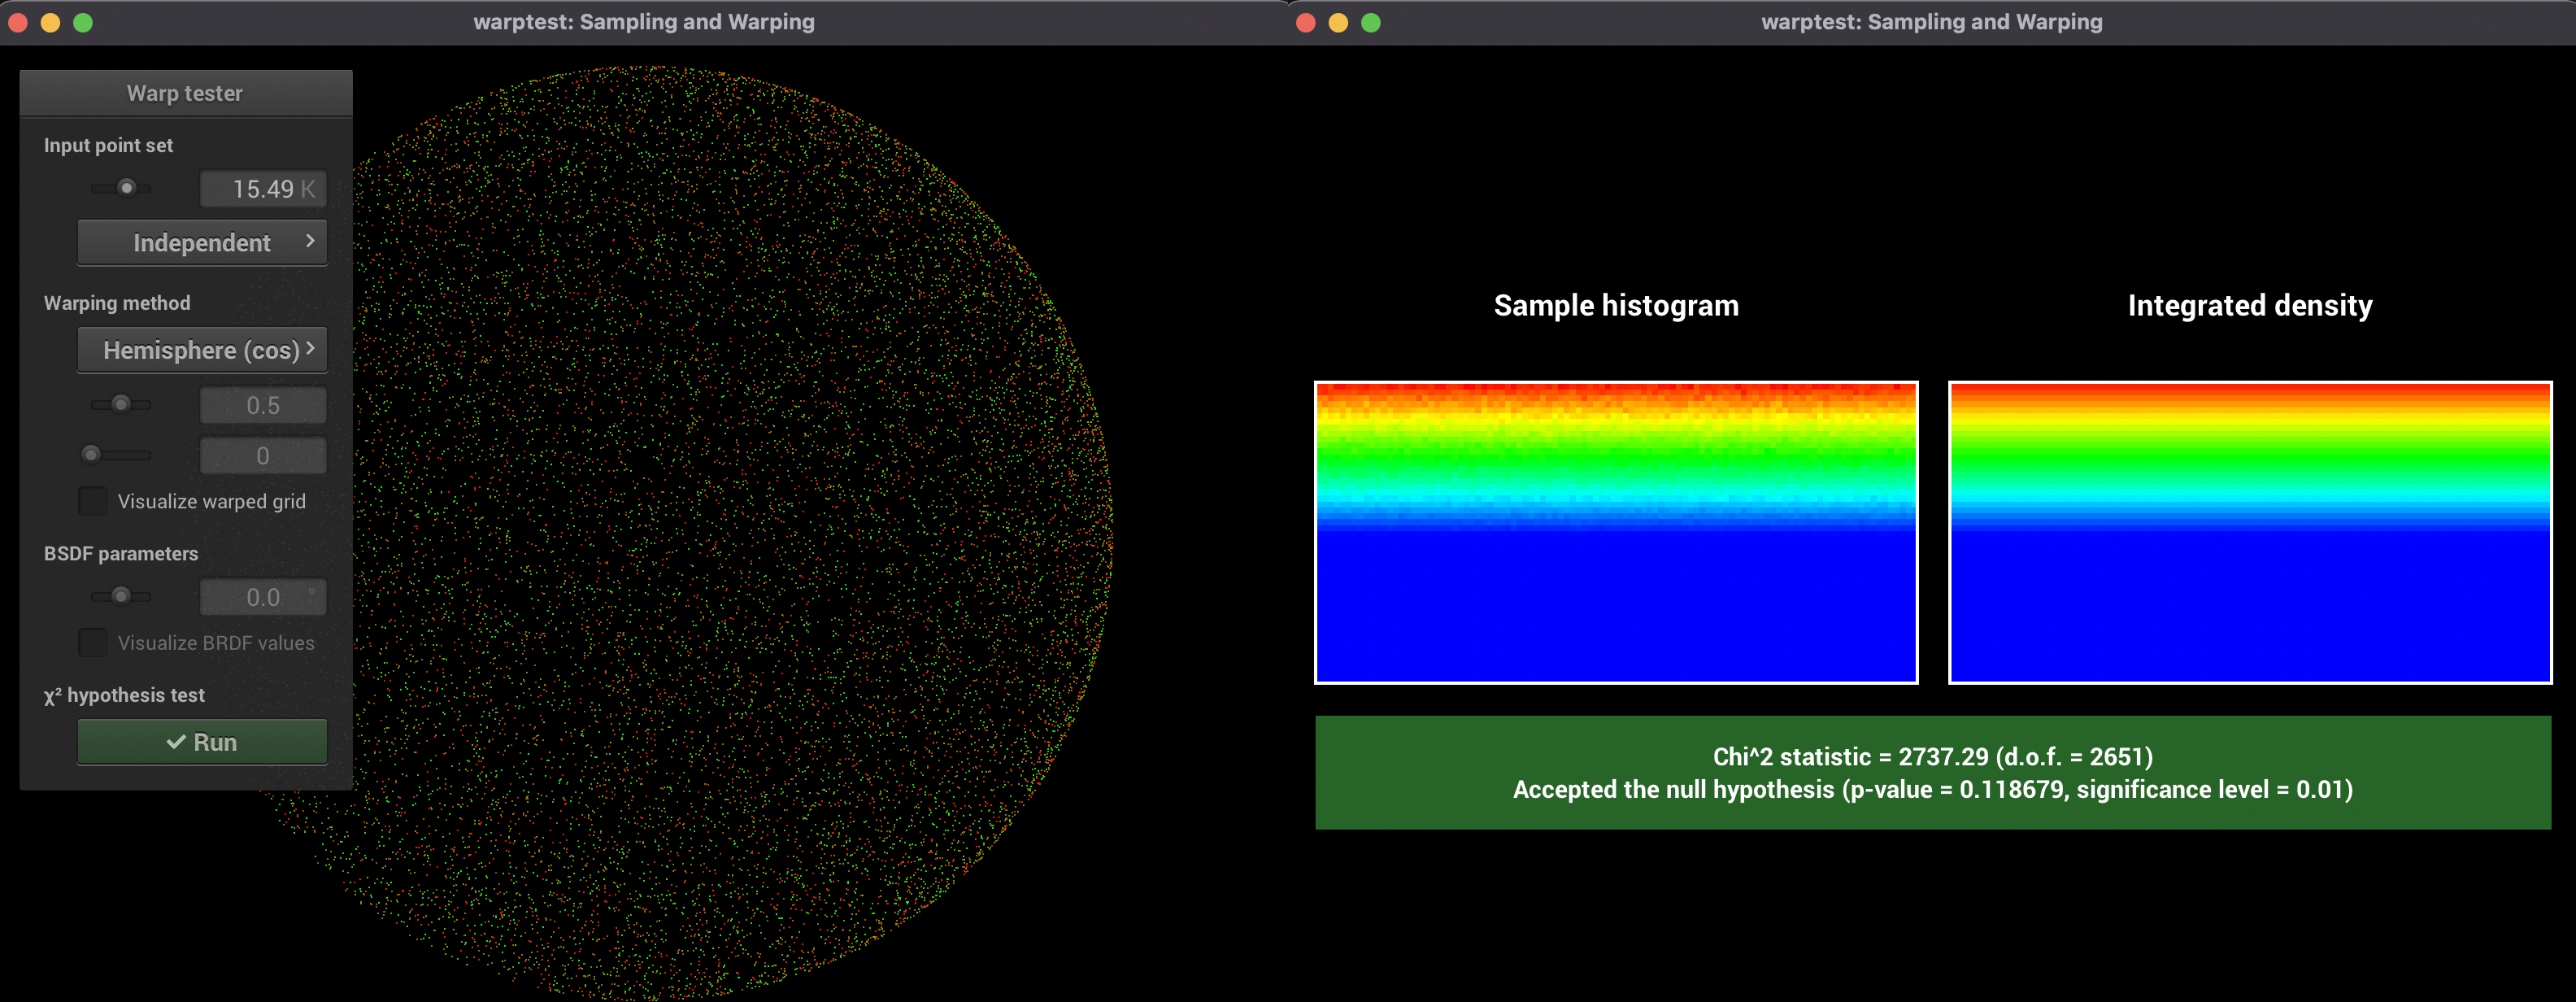 warptest: Sampling and Warping
Warp tester
Input point set
15.49 K
Independent
Warping method
Hemisphere (cos)
0.5
0
Visualize warped grid
BSDF parameters
0.0 °
Visualize BRDF values
χ² hypothesis test
Run
warptest: Sampling and Warping
Sample histogram
Integrated density
Chi^2 statistic = 2737.29 (d.o.f. = 2651)
Accepted the null hypothesis (p-value = 0.118679, significance level = 0.01)